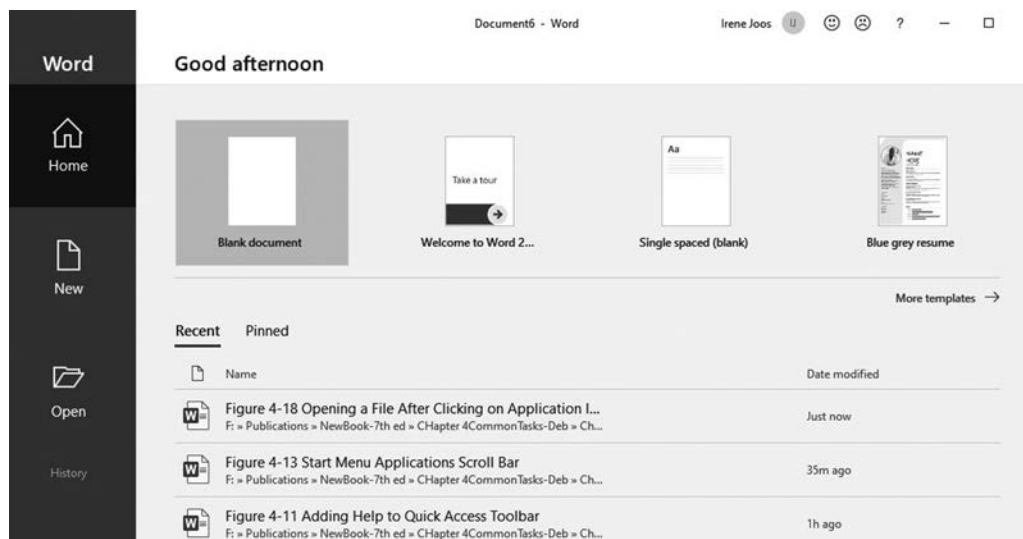 Document6 - Word
Irene Joos
IJ
?
Word
Good afternoon
Home
New
Open
History
Take a tour
Aa
Blank document
Welcome to Word 2...
Single spaced (blank)
Blue grey resume
More templates
Recent Pinned
Name Date modified
Figure 4-18 Opening a File After Clicking on Application I...
F: » Publications » NewBook-7th ed » CHapter 4CommonTasks-Deb » Ch...
Just now
Figure 4-13 Start Menu Applications Scroll Bar
F: » Publications » NewBook-7th ed » CHapter 4CommonTasks-Deb » Ch...
35m ago
Figure 4-11 Adding Help to Quick Access Toolbar
F: » Publications » NewBook-7th ed » CHapter 4CommonTasks-Deb » Ch...
1h ago
W
W
W